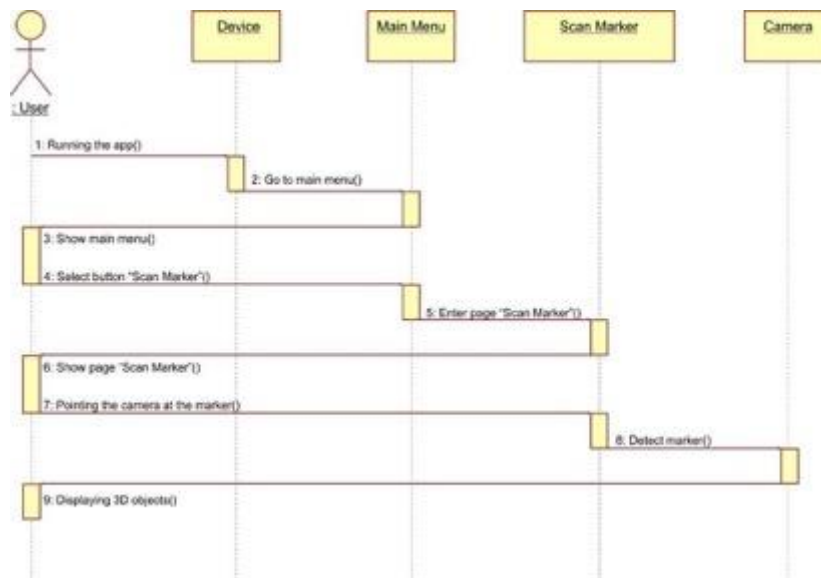 Device
Main Menu
Scan Marker
Camera
: User
1: Running the app()
2: Go to main menu()
3: Show main menu()
4: Select button "Scan Marker"()
5: Enter page "Scan Marker"()
6: Show page "Scan Marker"()
7: Pointing the camera at the marker()
8: Detect marker()
9: Displaying 3D objects()